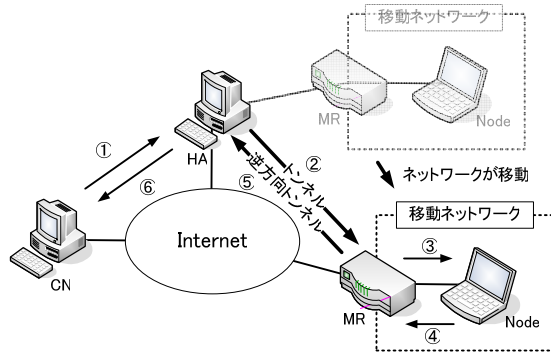 移動ネットワーク
MR
Node
HA
①
⑥
②
トンネル
⑤
逆方向トンネル
ネットワークが移動
移動ネットワーク
CN
Internet
③
MR
Node
④